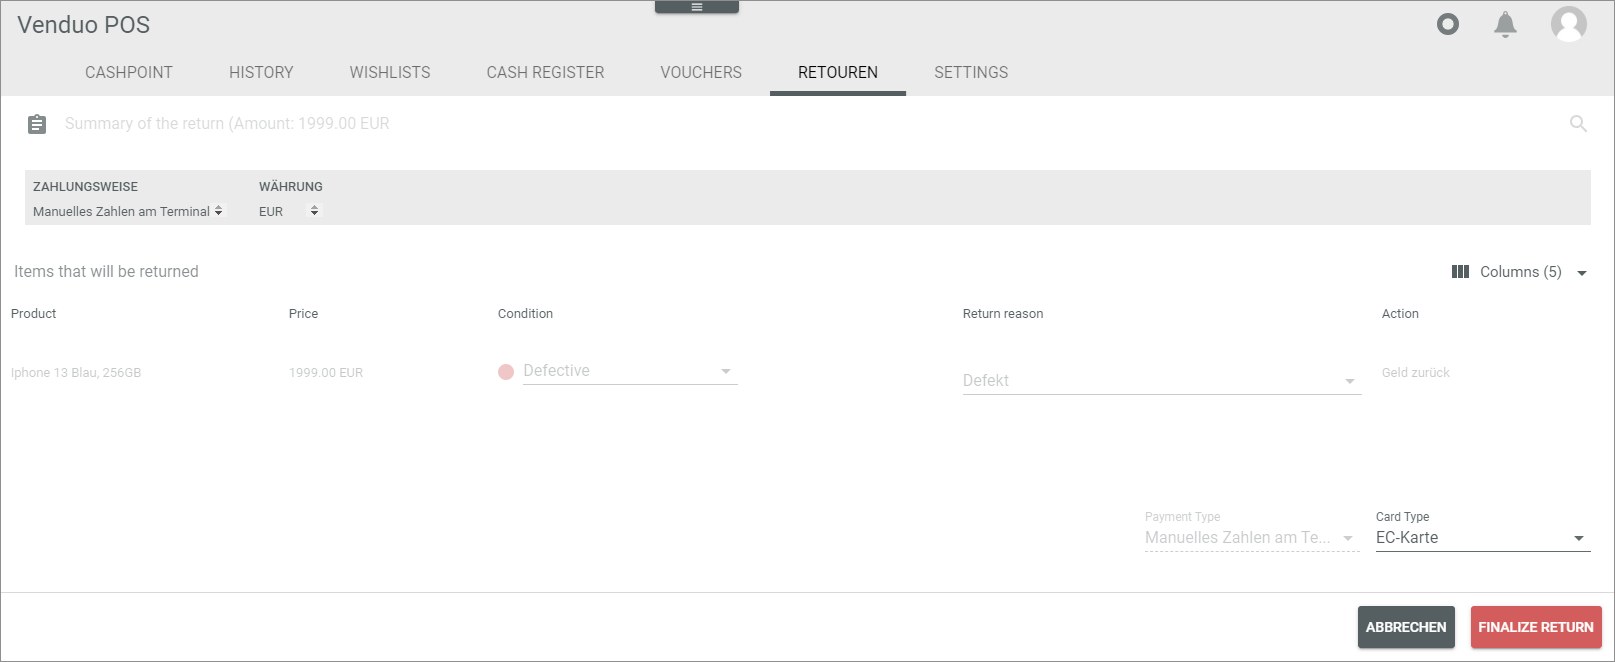 Venduo POS
CASHPOINT HISTORY WISHLISTS CASH REGISTER VOUCHERS RETOUREN SETTINGS
Summary of the return (Amount: 1999.00 EUR
ZAHLUNGSWEISE WÄHRUNG
Manuelles Zahlen am Terminal EUR
Items that will be returned Columns (5)
Product Price Condition Return reason Action
Iphone 13 Blau, 256GB 1999.00 EUR Defective Defekt Geld zurück
Payment Type Card Type
Manuelles Zahlen am Te... EC-Karte
ABBRECHEN FINALIZE RETURN